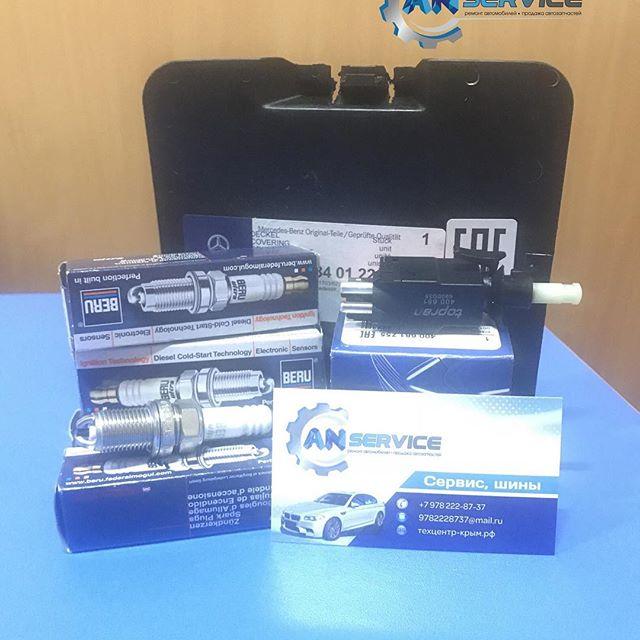 AN SERVICE
ремонт автомобилей • продажа автозапчастей
Mercedes-Benz Original-Teile/Geprüfte Qualität
DECKEL
COVERING
Stück
unit
1
EAC
www.beru.federalmogul.com
Perfection built in
BERU
Ignition Technology
Diesel Cold-Start Technology
Electronic Sensors
Ignition Technology | Diesel Cold-Start Technology | Electronic Sensors
BERU
topran
400 681
www.beru.federalmogul.com
Zündkerzen
Spark Plugs
Bougies d'Allumage
Bujías de Encendido
Candele d'accensione
AN SERVICE
ремонт автомобилей • продажа автозапчастей
Сервис, шины
+7 978 222-87-37
9782228737@mail.ru
техцентр-крым.рф